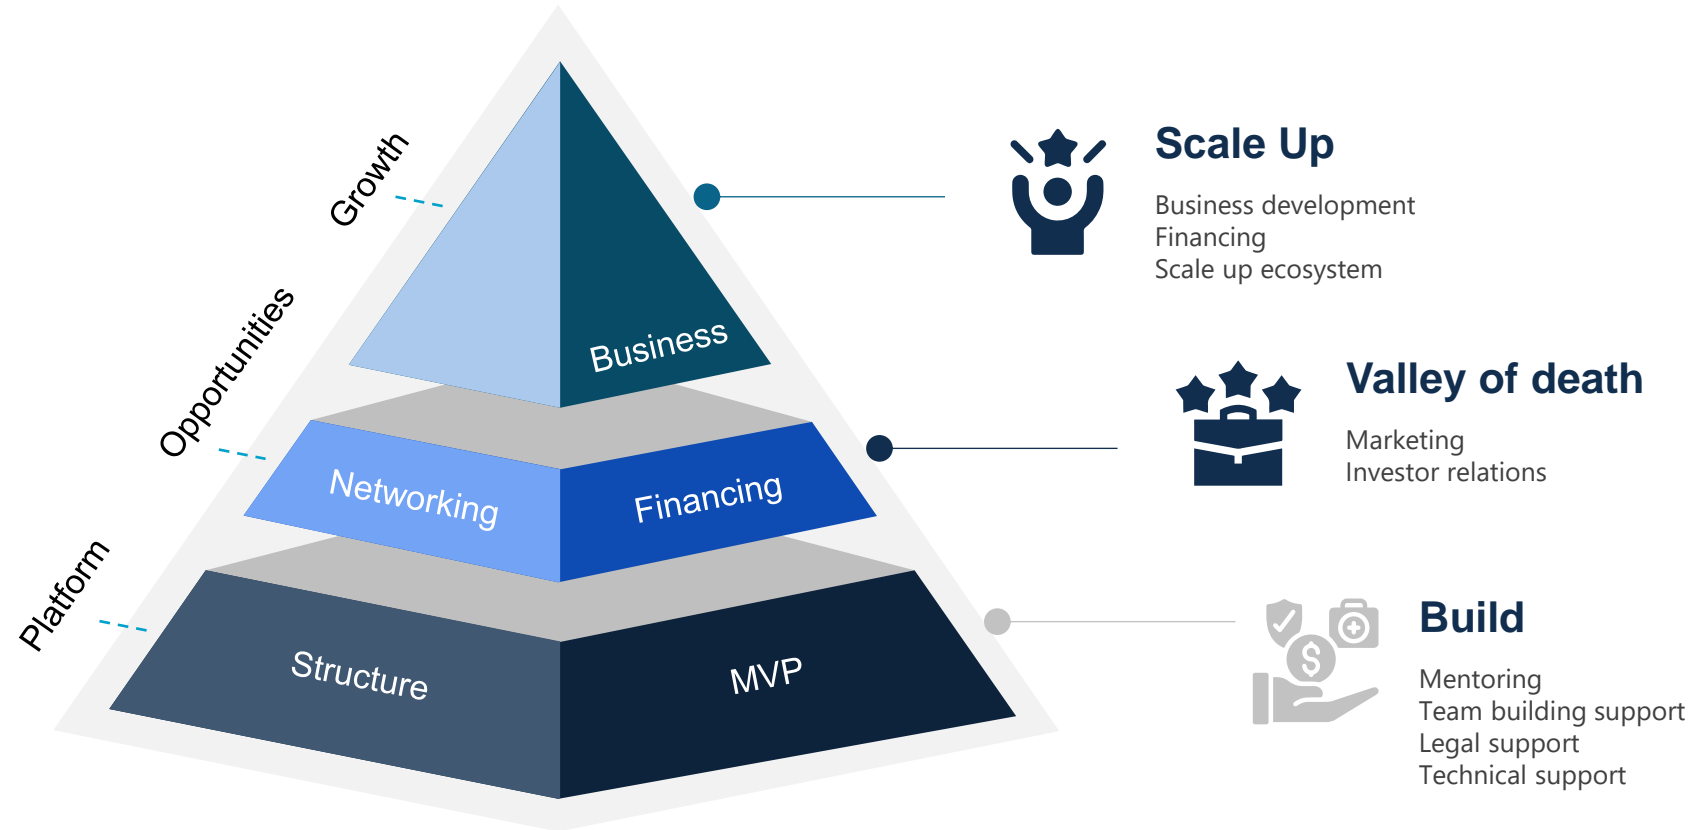 Growth
Business
Scale Up
Business development
Financing
Scale up ecosystem
Opportunities
Networking
Financing
Valley of death
Marketing
Investor relations
Platform
Structure
MVP
Build
Mentoring
Team building support
Legal support
Technical support